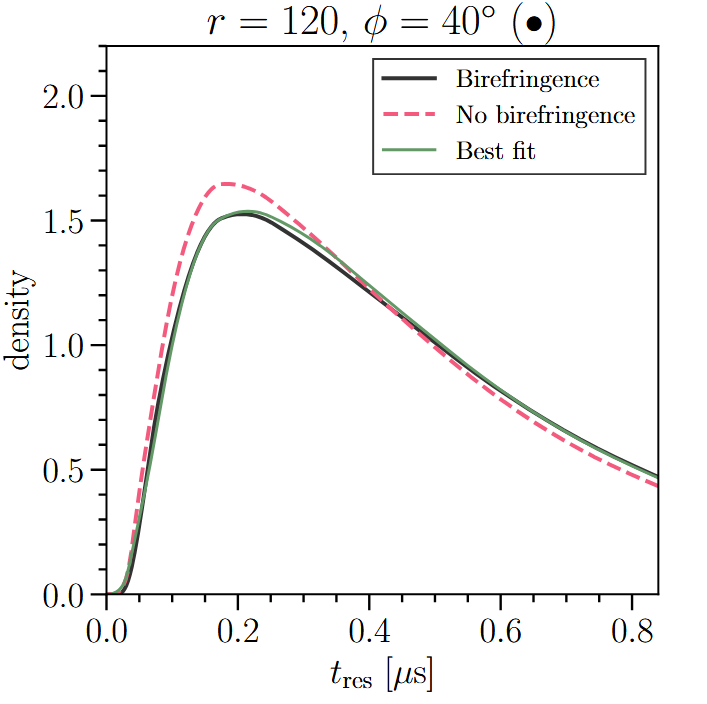 r = 120, ϕ = 40° (●)
Birefringence
No birefringence
Best fit
density
2.0
1.5
1.0
0.5
0.0
0.0 0.2 0.4 0.6 0.8
t_res [μs]